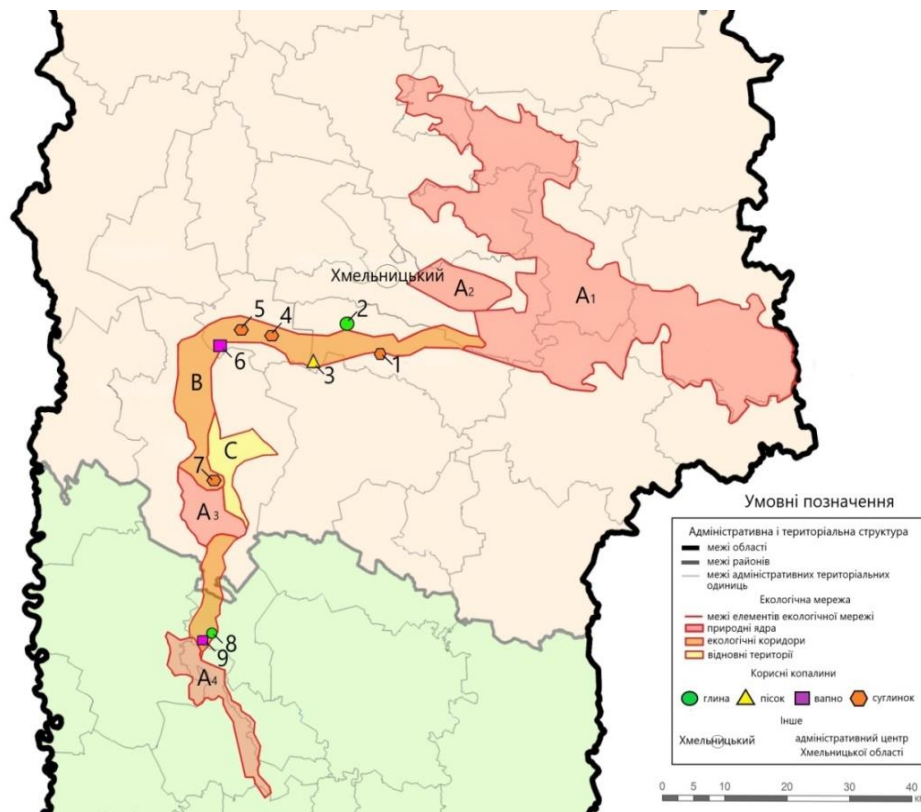 Хмельницький
A2
A1
5
4
2
6
3
1
B
C
7
A3
8
9
A4
Умовні позначення
Адміністративна і територіальна структура
межі області
межі районів
межі адміністративних територіальних
одиниць
Екологічна мережа
межі елементів екологічної мережі
природні ядра
екологічні коридори
відновні території
Корисні копалини
глина пісок вапно суглинок
Інше
Хмельницький адміністративний центр
Хмельницької області
0 10 20 30 40